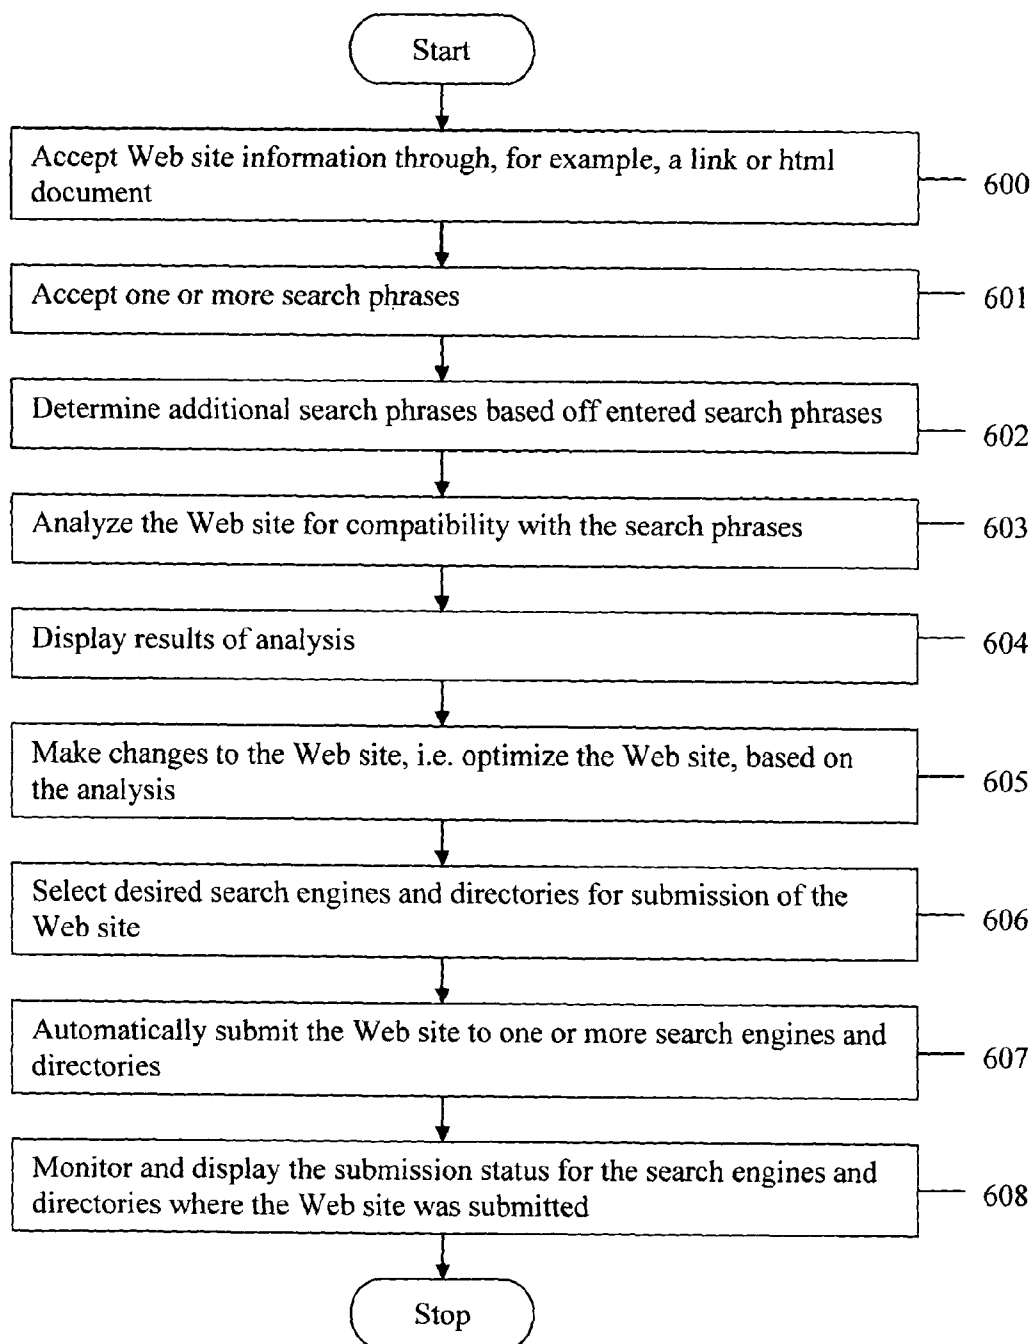 Start
Accept Web site information through, for example, a link or html
document
600
Accept one or more search phrases
601
Determine additional search phrases based off entered search phrases
602
Analyze the Web site for compatibility with the search phrases
603
Display results of analysis
604
Make changes to the Web site, i.e. optimize the Web site, based on
the analysis
605
Select desired search engines and directories for submission of the
Web site
606
Automatically submit the Web site to one or more search engines and
directories
607
Monitor and display the submission status for the search engines and
directories where the Web site was submitted
608
Stop